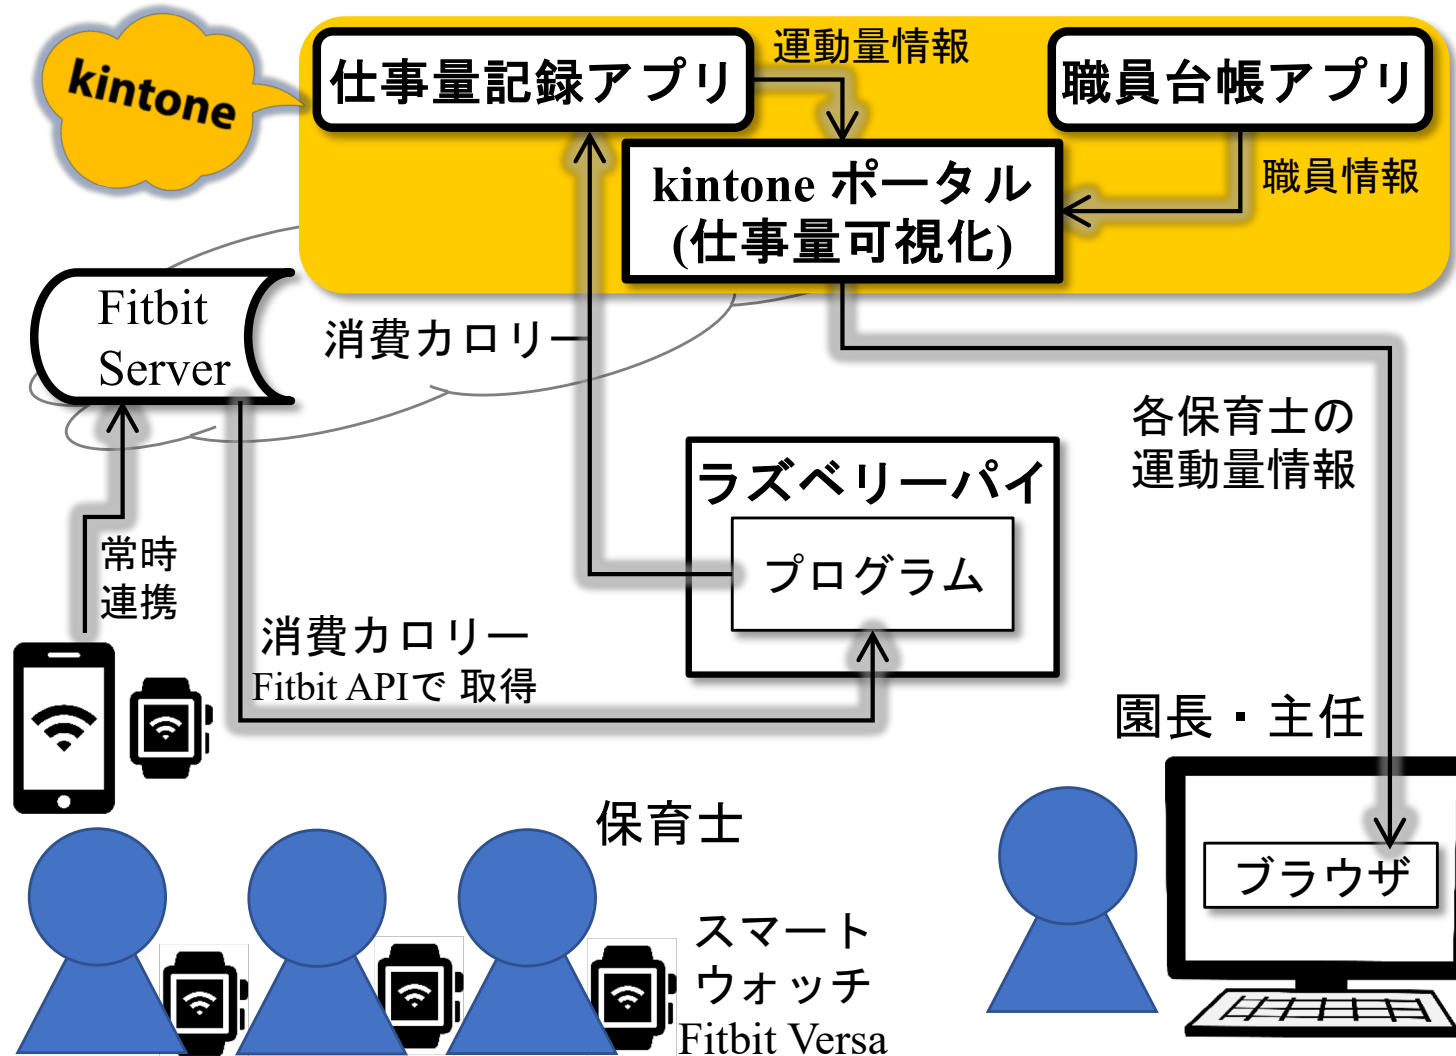 kintone
仕事量記録アプリ
運動量情報
職員台帳アプリ
kintone ポータル
(仕事量可視化)
職員情報
Fitbit
Server
消費カロリー
各保育士の
運動量情報
ラズベリーパイ
プログラム
常時
連携
消費カロリー
Fitbit APIで 取得
園長・主任
保育士
ブラウザ
スマート
ウォッチ
Fitbit Versa